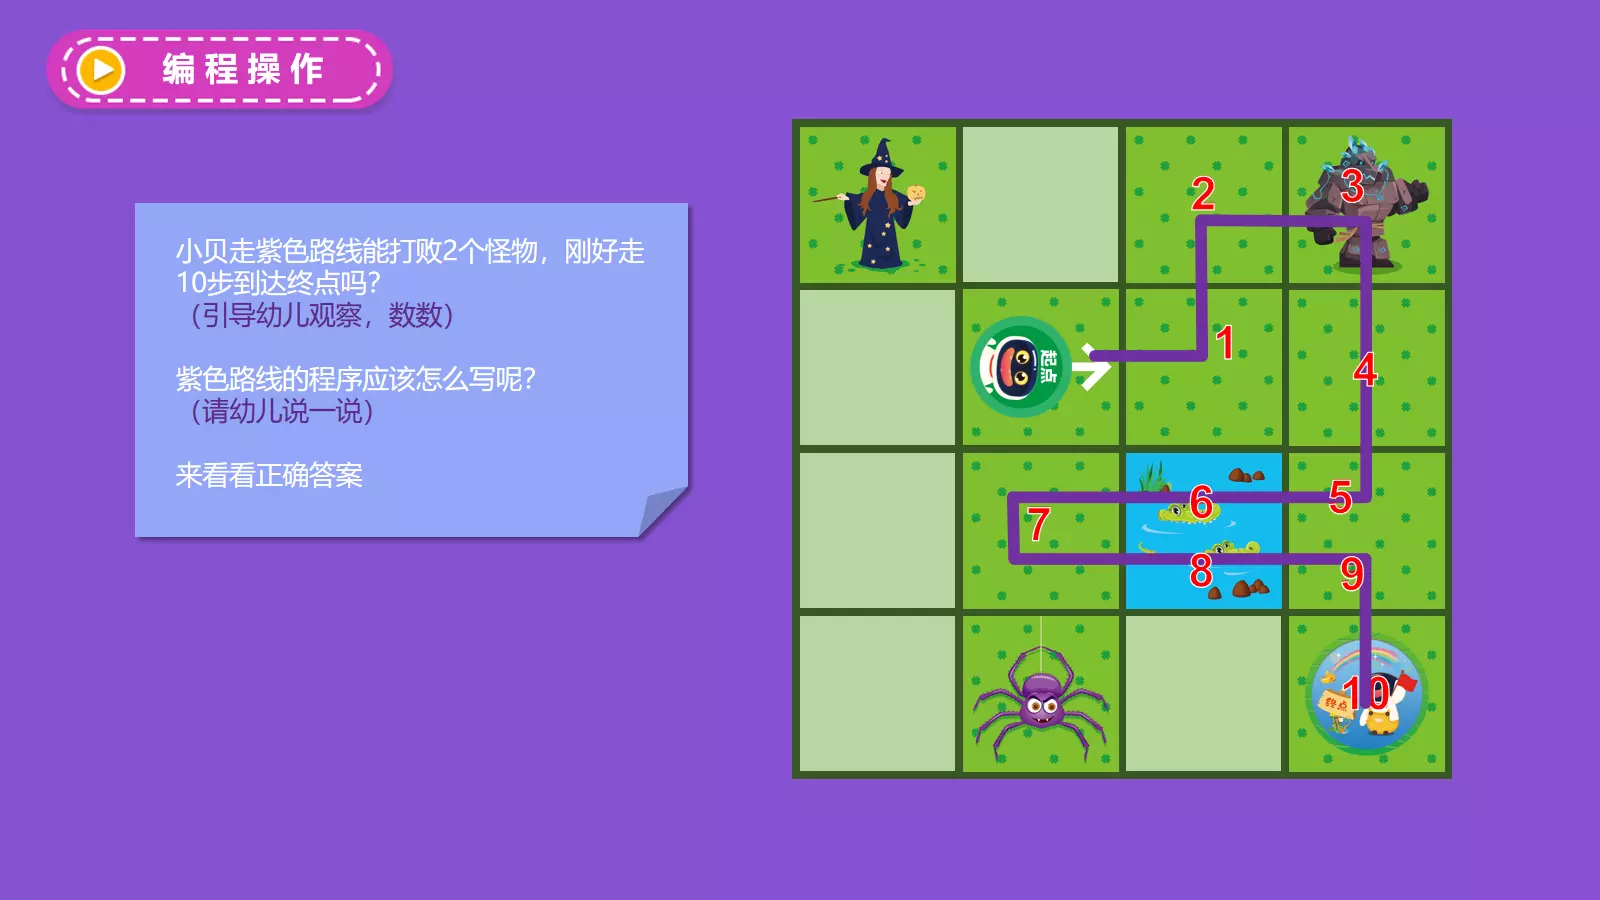 编程操作
小贝走紫色路线能打败2个怪物，刚好走
10步到达终点吗？
（引导幼儿观察，数数）
紫色路线的程序应该怎么写呢？
（请幼儿说一说）
来看看正确答案
2
3
起点
1
4
5
6
7
8
9
10
终点